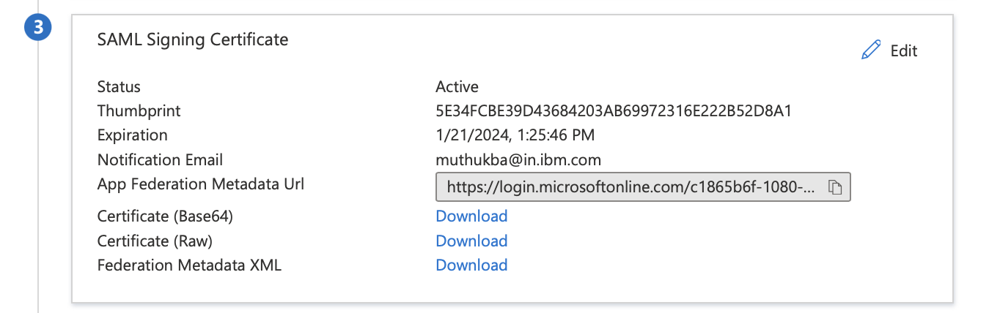 3
SAML Signing Certificate
Edit
Status Active
Thumbprint 5E34FCBE39D43684203AB69972316E222B52D8A1
Expiration 1/21/2024, 1:25:46 PM
Notification Email muthukba@in.ibm.com
App Federation Metadata Url https://login.microsoftonline.com/c1865b6f-1080-...
Certificate (Base64) Download
Certificate (Raw) Download
Federation Metadata XML Download